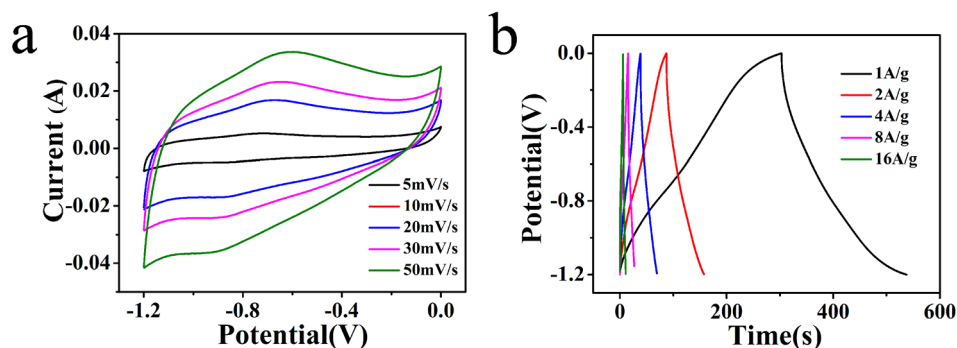 a
0.04
0.02
0.00
-0.02
-0.04
Current (A)
-1.2
-0.8
-0.4
0.0
Potential(V)
5mV/s
10mV/s
20mV/s
30mV/s
50mV/s
b
0.0
-0.4
-0.8
-1.2
Potential(V)
0
200
400
600
Time(s)
1A/g
2A/g
4A/g
8A/g
16A/g